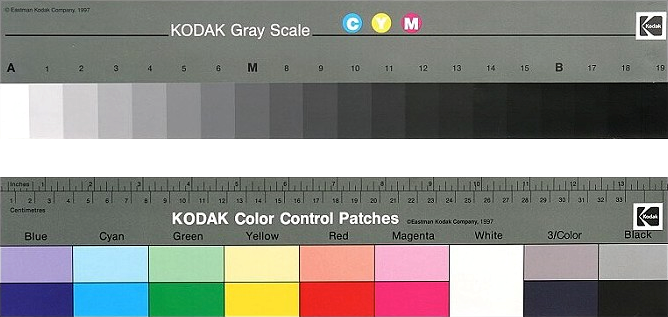 © Eastman Kodak Company, 1997
KODAK Gray Scale
C Y M
Kodak
A 1 2 3 4 5 6 M 8 9 10 11 12 13 14 15 B 17 18 19
Inches 1 2 3 4 5 6 7 8 9 10 11 12 13
1 2 3 4 5 6 7 8 9 10 11 12 13 14 15 16 17 18 19 20 21 22 23 24 25 26 27 28 29 30 31 32 33
Centimetres
KODAK Color Control Patches
©Eastman Kodak Company, 1997
Kodak
Blue Cyan Green Yellow Red Magenta White 3/Color Black